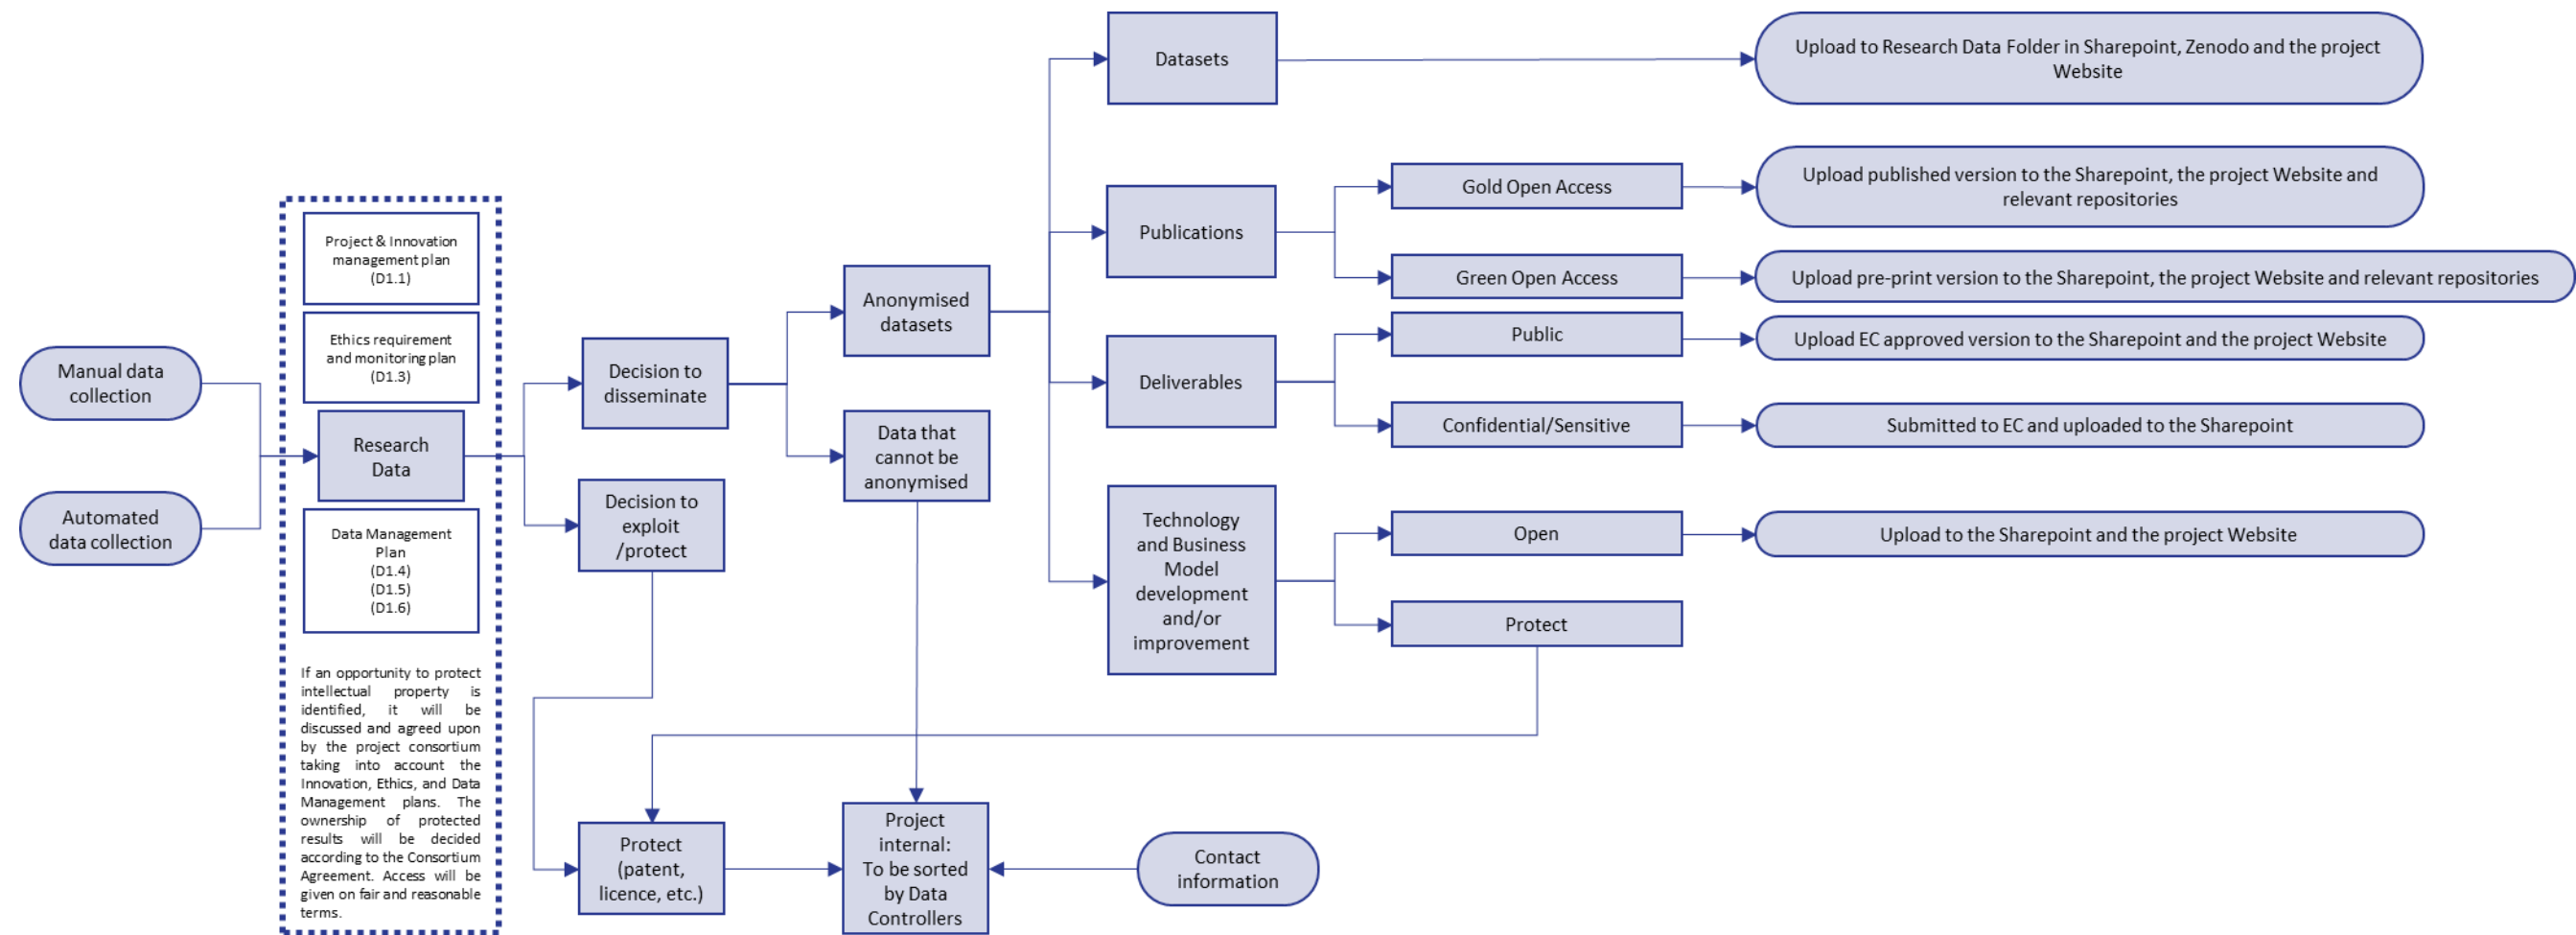 Manual data
collection
Automated
data collection
Project & Innovation
management plan
(D1.1)
Ethics requirement
and monitoring plan
(D1.3)
Research
Data
Data Management
Plan
(D1.4)
(D1.5)
(D1.6)
If an opportunity to protect
intellectual property is
identified, it will be
discussed and agreed upon
by the project consortium
taking into account the
Innovation, Ethics, and Data
Management plans. The
ownership of protected
results will be decided
according to the Consortium
Agreement. Access will be
given on fair and reasonable
terms.
Decision to
disseminate
Decision to
exploit
/protect
Protect
(patent,
licence, etc.)
Anonymised
datasets
Data that
cannot be
anonymised
Project
internal:
To be sorted
by Data
Controllers
Contact
information
Datasets
Publications
Deliverables
Technology
and Business
Model
development
and/or
improvement
Gold Open Access
Green Open Access
Public
Confidential/Sensitive
Open
Protect
Upload to Research Data Folder in Sharepoint, Zenodo and the project
Website
Upload published version to the Sharepoint, the project Website and
relevant repositories
Upload pre-print version to the Sharepoint, the project Website and relevant repositories
Upload EC approved version to the Sharepoint and the project Website
Submitted to EC and uploaded to the Sharepoint
Upload to the Sharepoint and the project Website